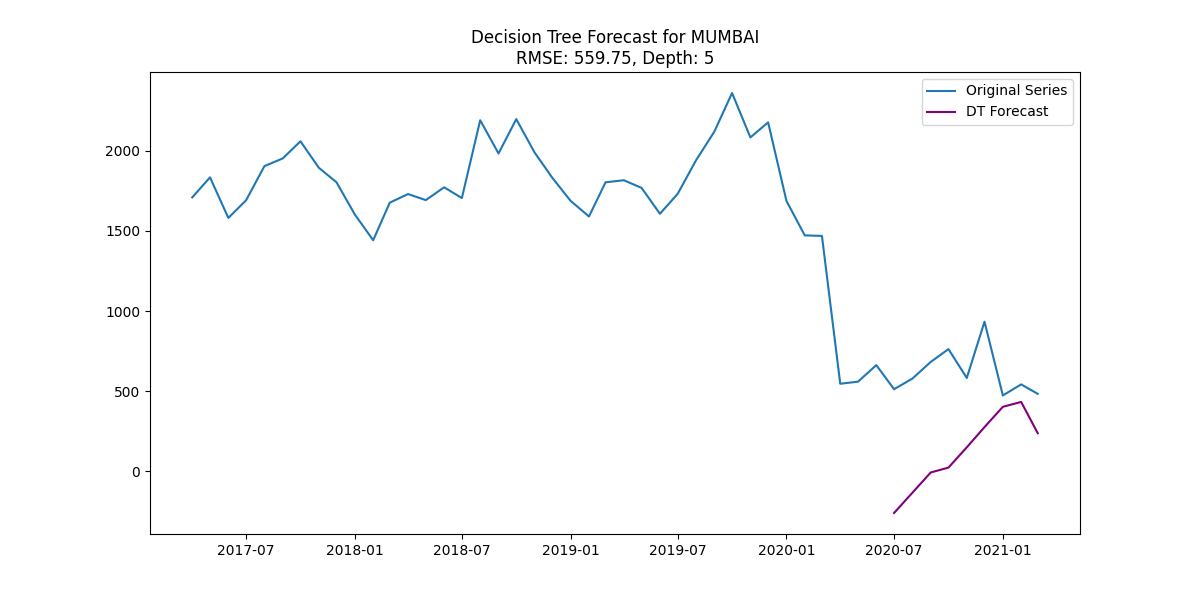 Decision Tree Forecast for MUMBAI
RMSE: 559.75, Depth: 5
Original Series
DT Forecast
2000
1500
1000
500
0
2017-07 2018-01 2018-07 2019-01 2019-07 2020-01 2020-07 2021-01